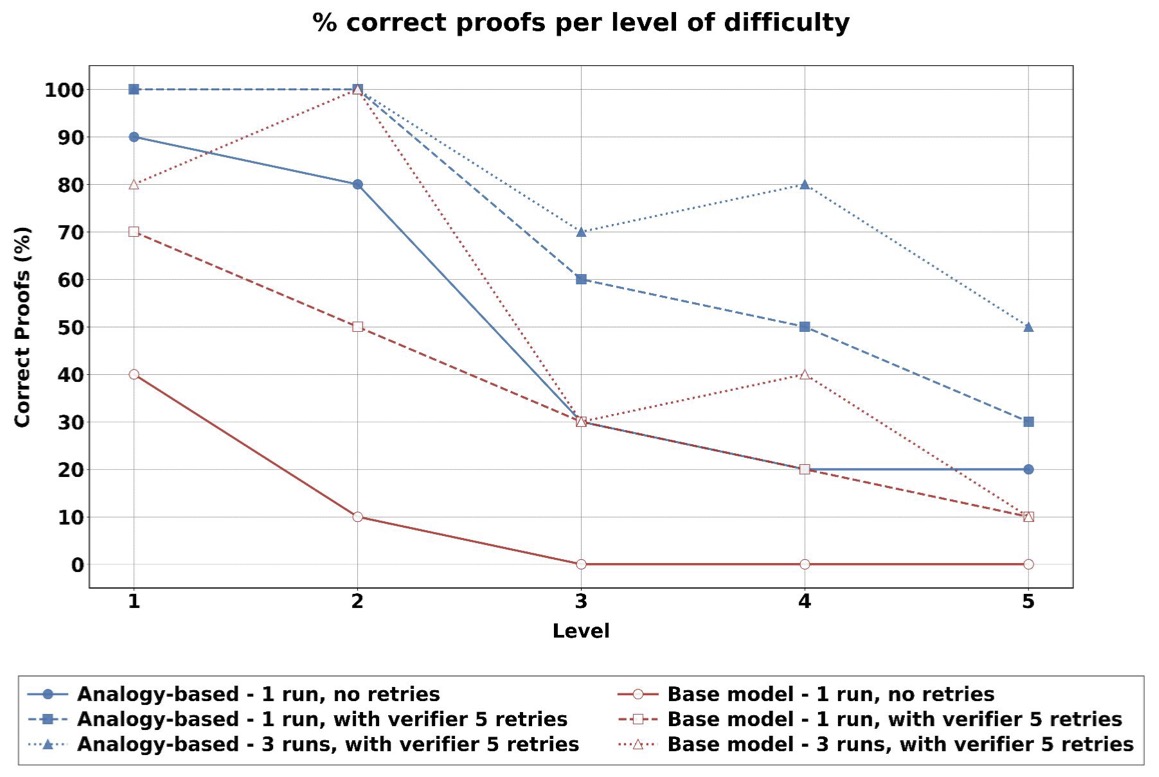 % correct proofs per level of difficulty
Correct Proofs (%)
100
90
80
70
60
50
40
30
20
10
0
1 2 3 4 5
Level
Analogy-based - 1 run, no retries
Analogy-based - 1 run, with verifier 5 retries
Analogy-based - 3 runs, with verifier 5 retries
Base model - 1 run, no retries
Base model - 1 run, with verifier 5 retries
Base model - 3 runs, with verifier 5 retries